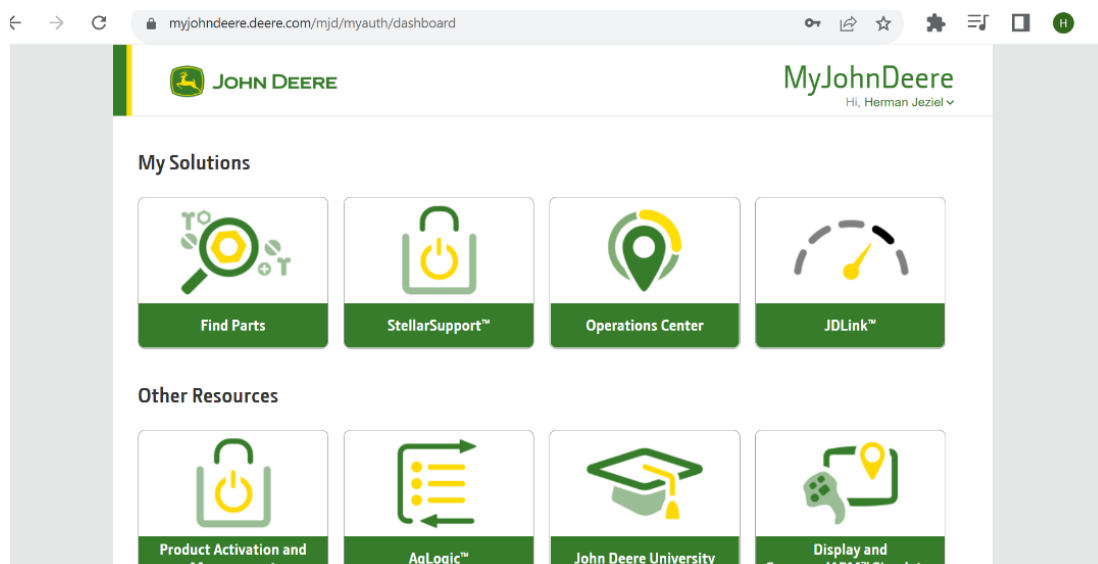 myjohndeere.deere.com/mjd/myauth/dashboard
H
JOHN DEERE
MyJohnDeere
Hi, Herman Jeziel
My Solutions
Find Parts
StellarSupport™
Operations Center
JDLink™
Other Resources
Product Activation and
AgLogic™
John Deere University
Display and